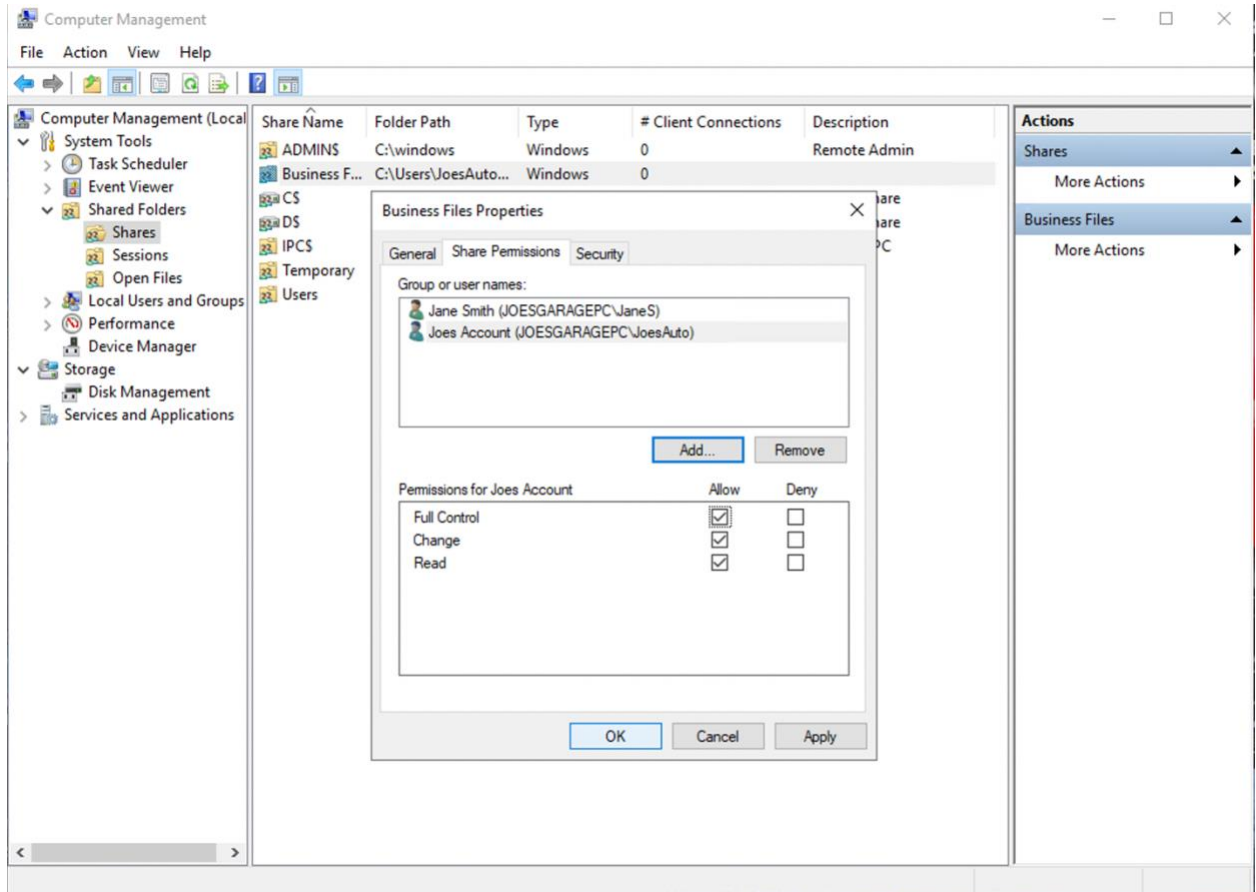 Computer Management
File Action View Help
Computer Management (Local
System Tools
Task Scheduler
Event Viewer
Shared Folders
Shares
Sessions
Open Files
Local Users and Groups
Performance
Device Manager
Storage
Disk Management
Services and Applications
Share Name Folder Path Type # Client Connections Description
ADMIN$ C:\windows Windows 0 Remote Admin
Business F... C:\Users\JoesAuto... Windows 0
C$ hare
D$ hare
IPC$ PC
Temporary
Users
Business Files Properties
General Share Permissions Security
Group or user names:
Jane Smith (JOESGARAGEPC\JaneS)
Joes Account (JOESGARAGEPC\JoesAuto)
Add... Remove
Permissions for Joes Account Allow Deny
Full Control
Change
Read
OK Cancel Apply
Actions
Shares
More Actions
Business Files
More Actions